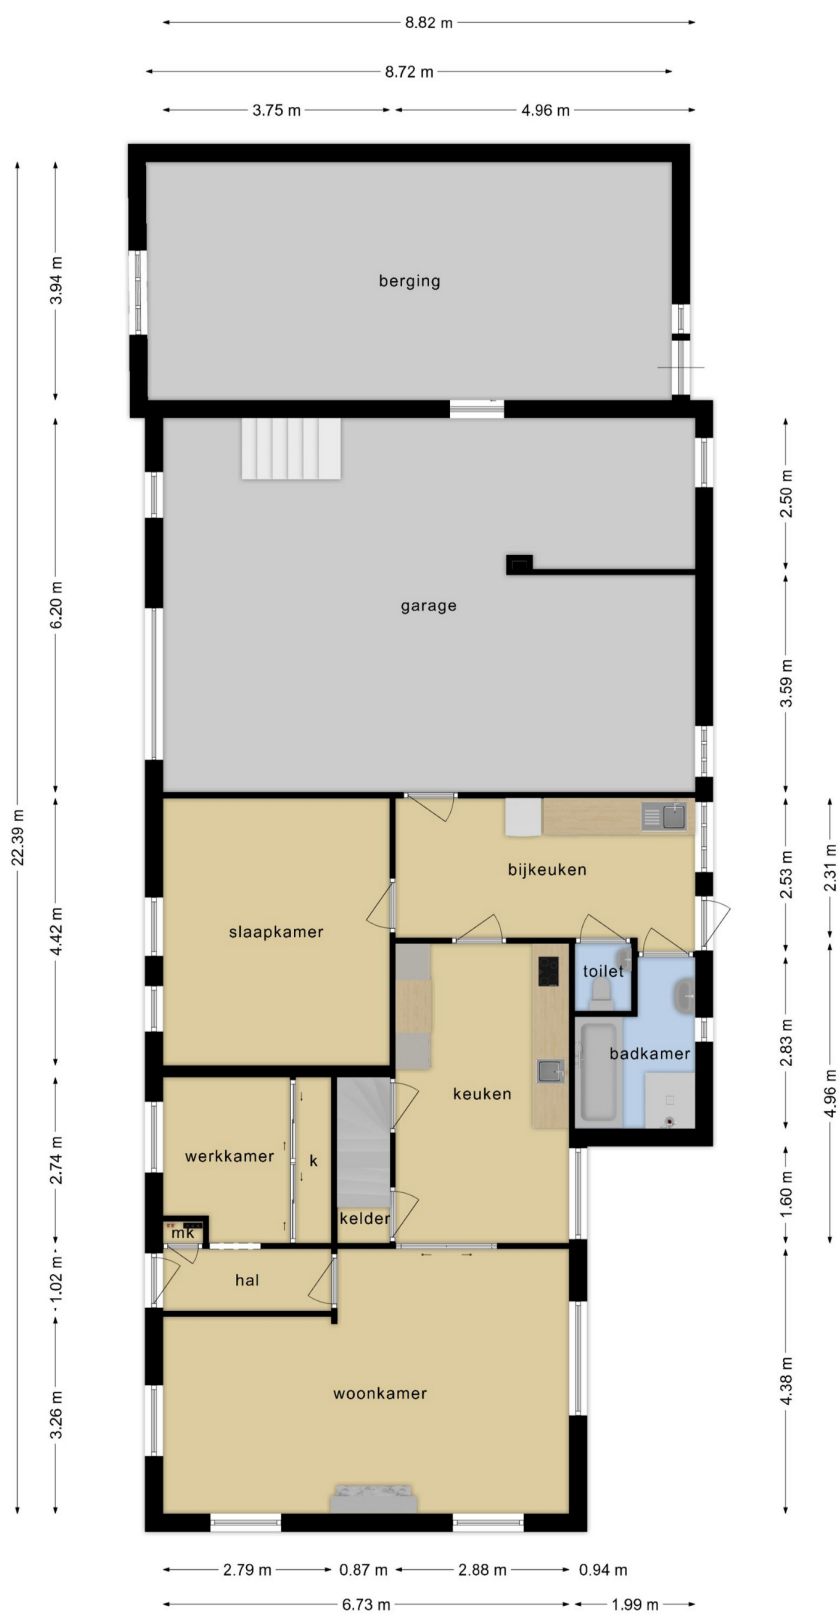 8.82 m
8.72 m
3.75 m
4.96 m
berging
3.94 m
2.50 m
6.20 m
garage
3.59 m
22.39 m
2.53 m
2.31 m
bijkeuken
4.42 m
slaapkamer
toilet
badkamer
2.83 m
4.96 m
keuken
werkkamer
k
2.74 m
1.60 m
kelder
mk
hal
1.02 m
woonkamer
4.38 m
3.26 m
2.79 m
0.87 m
2.88 m
0.94 m
6.73 m
1.99 m